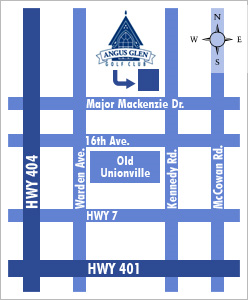 ANGUS GLEN
GOLF CLUB
N
W
E
S
Major Mackenzie Dr.
16th Ave.
Old
Unionville
HWY 404
Warden Ave.
Kennedy Rd.
McCowan Rd.
HWY 7
HWY 401